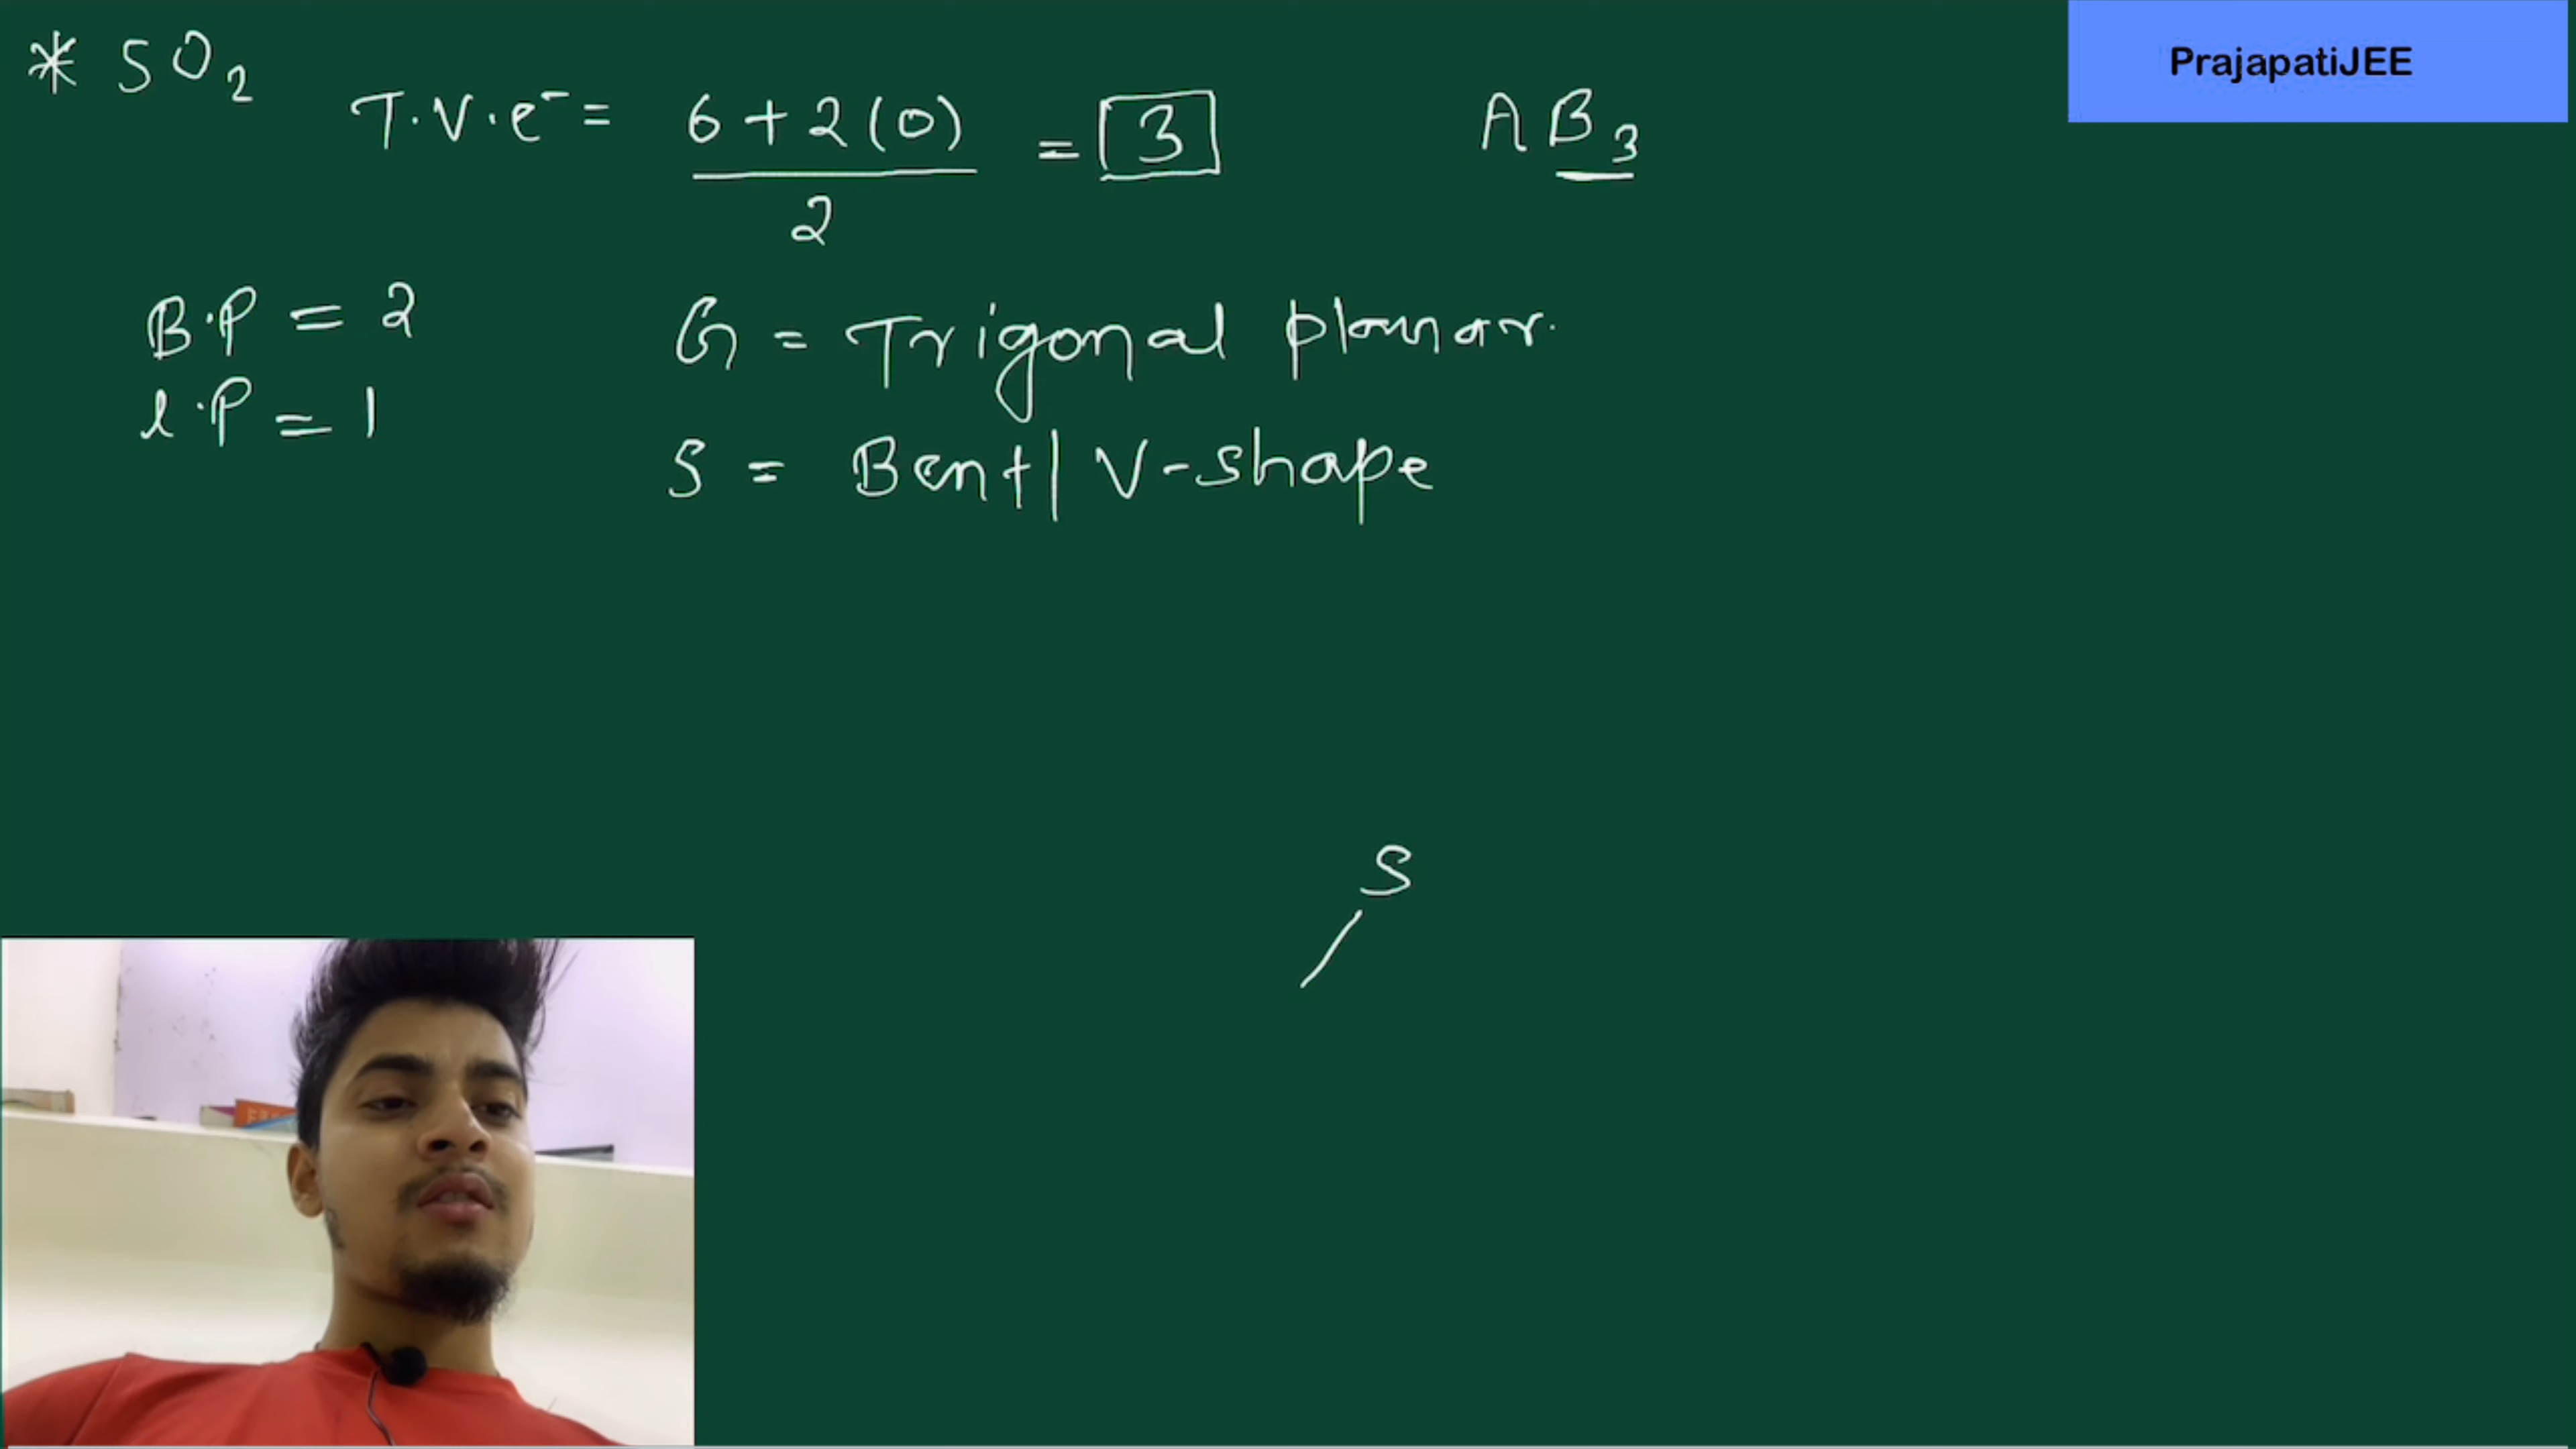 * SO₂
PrajapatiJEE
T.V.e⁻ = 6+2(0) / 2 = 3
AB₃
B.P = 2
G = Trigonal planar.
l.P = 1
S = Bent | V-shape
S